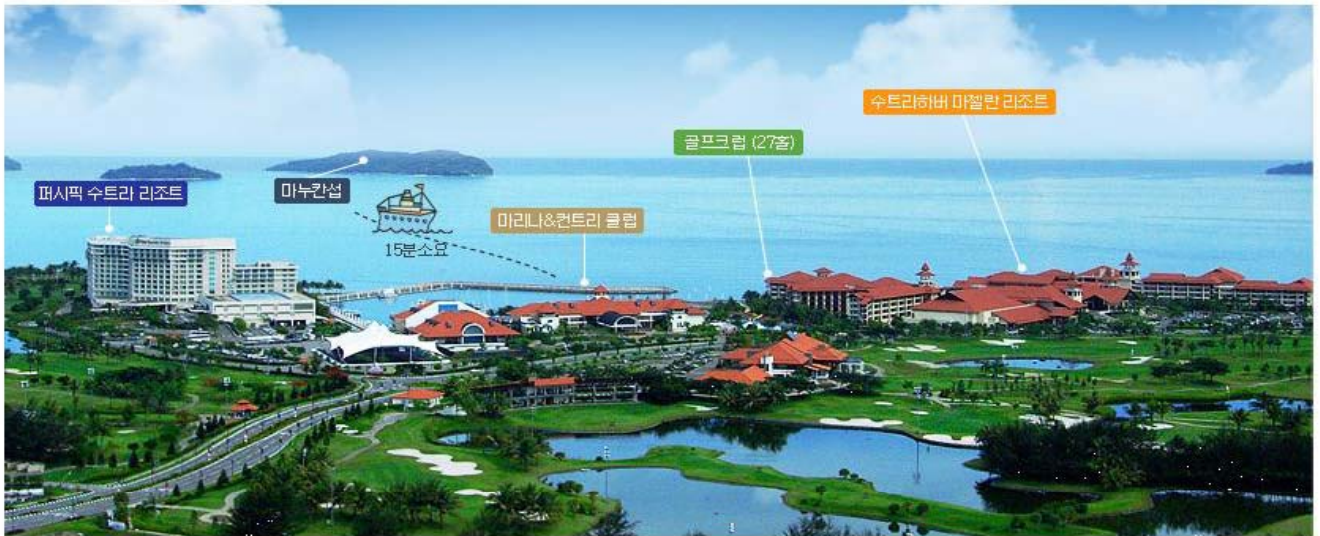 수트라하버 마젤란 리조트
골프크럽 (27홀)
퍼시픽 수트라 리조트
마누칸섬
마리나&컨트리 클럽
15분소요